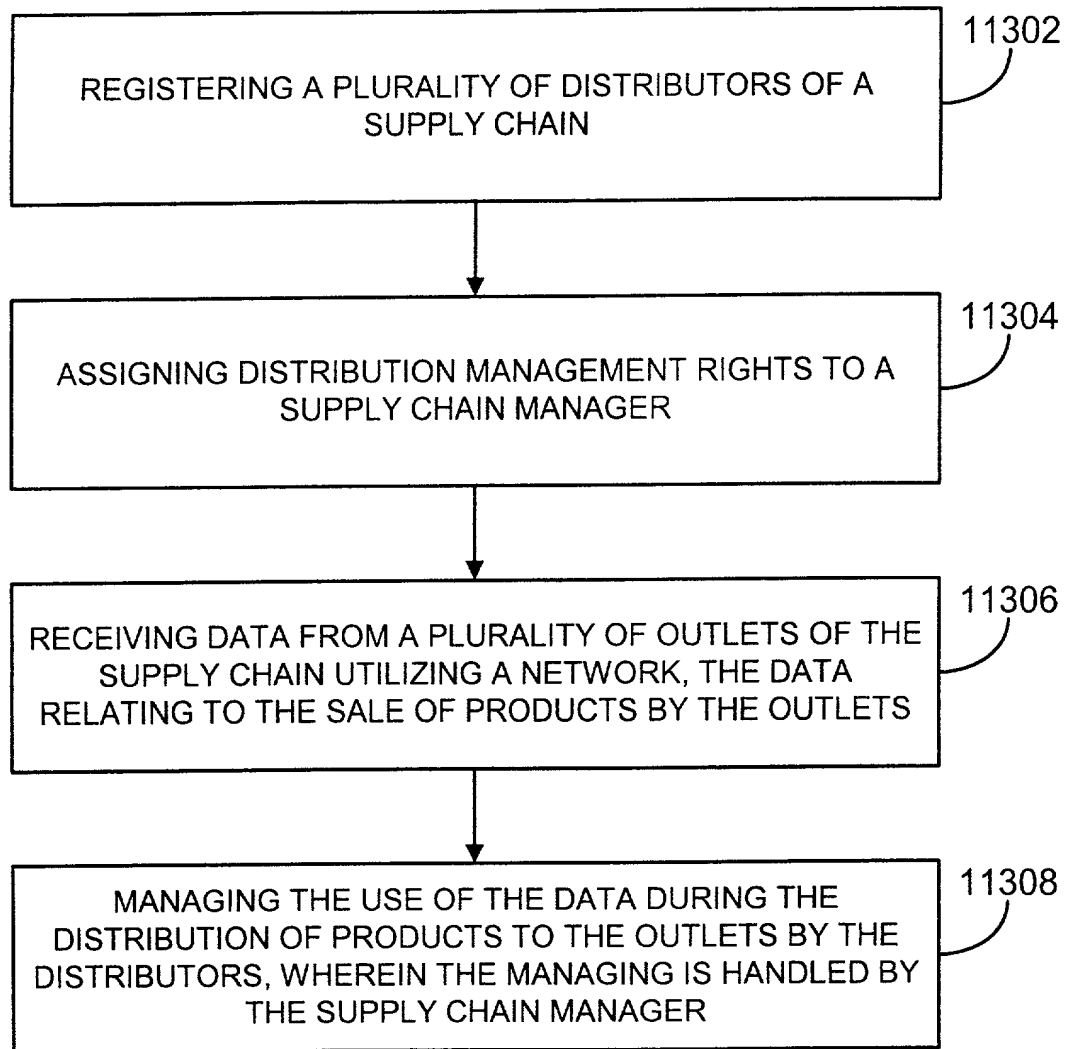 11302
REGISTERING A PLURALITY OF DISTRIBUTORS OF A
SUPPLY CHAIN
11304
ASSIGNING DISTRIBUTION MANAGEMENT RIGHTS TO A
SUPPLY CHAIN MANAGER
11306
RECEIVING DATA FROM A PLURALITY OF OUTLETS OF THE
SUPPLY CHAIN UTILIZING A NETWORK, THE DATA
RELATING TO THE SALE OF PRODUCTS BY THE OUTLETS
11308
MANAGING THE USE OF THE DATA DURING THE
DISTRIBUTION OF PRODUCTS TO THE OUTLETS BY THE
DISTRIBUTORS, WHEREIN THE MANAGING IS HANDLED BY
THE SUPPLY CHAIN MANAGER